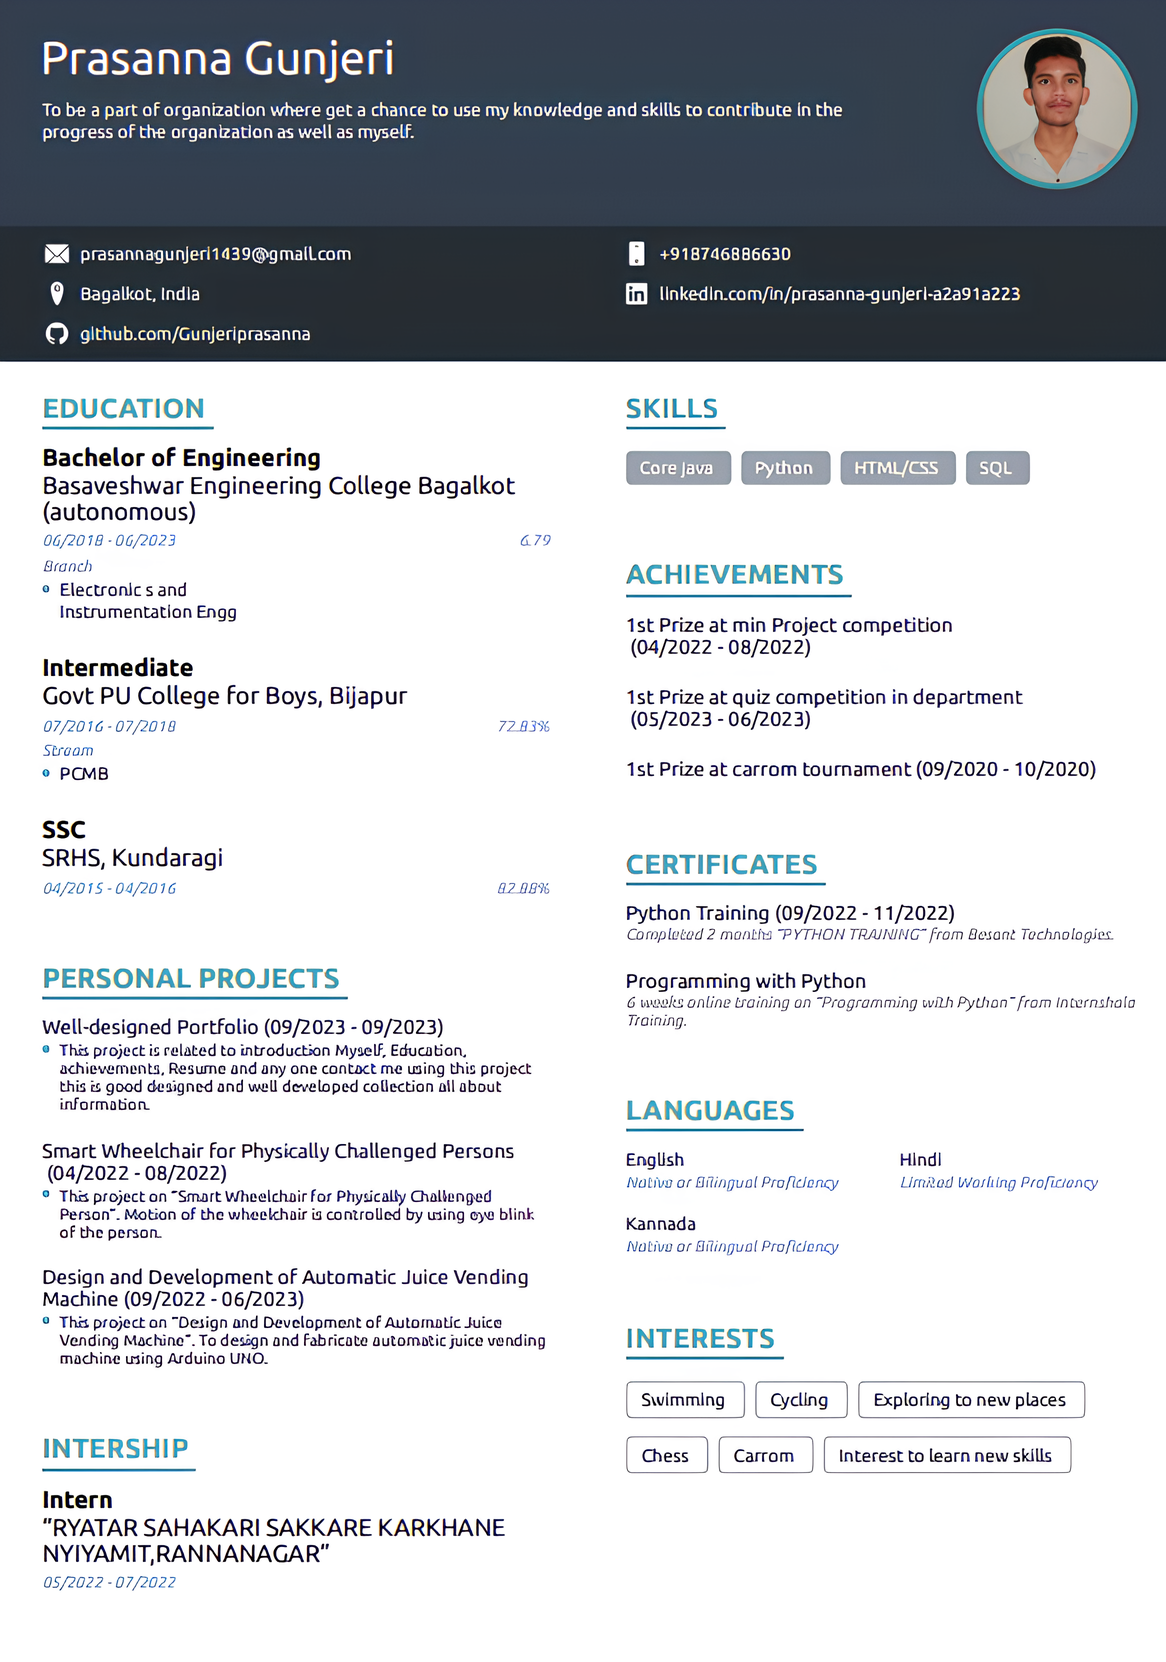 Prasanna Gunjeri
To be a part of organization where get a chance to use my knowledge and skills to contribute in the
progress of the organization as well as myself.
prasannagunjeri1439@gmail.com
+918746886630
Bagalkot, India
linkedin.com/in/prasanna-gunjeri-a2a91a223
github.com/Gunjeriprasanna
EDUCATION
Bachelor of Engineering
Basaveshwar Engineering College Bagalkot
(autonomous)
06/2018 - 06/2023
6.79
Branch
Electronic s and
Instrumentation Engg
Intermediate
Govt PU College for Boys, Bijapur
07/2016 - 07/2018
72.83%
Stream
PCMB
SSC
SRHS, Kundaragi
04/2015 - 04/2016
82.88%
PERSONAL PROJECTS
Well-designed Portfolio (09/2023 - 09/2023)
This project is related to introduction Myself, Education,
achievements, Resume and any one contact me using this project
this is good designed and well developed collection all about
information.
Smart Wheelchair for Physically Challenged Persons
(04/2022 - 08/2022)
This project on "Smart Wheelchair for Physically Challenged
Person". Motion of the wheelchair is controlled by using eye blink
of the person.
Design and Development of Automatic Juice Vending
Machine (09/2022 - 06/2023)
This project on "Design and Development of Automatic Juice
Vending Machine". To design and fabricate automatic juice vending
machine using Arduino UNO.
INTERSHIP
Intern
"RYATAR SAHAKARI SAKKARE KARKHANE
NYIYAMIT,RANNANAGAR"
05/2022 - 07/2022
SKILLS
Core Java
Python
HTML/CSS
SQL
ACHIEVEMENTS
1st Prize at min Project competition
(04/2022 - 08/2022)
1st Prize at quiz competition in department
(05/2023 - 06/2023)
1st Prize at carrom tournament (09/2020 - 10/2020)
CERTIFICATES
Python Training (09/2022 - 11/2022)
Completed 2 months "PYTHON TRAINING" from Besant Technologies.
Programming with Python
6 weeks online training on "Programming with Python" from Internshala
Training.
LANGUAGES
English
Native or Bilingual Proficiency
Hindi
Limited Working Proficiency
Kannada
Native or Bilingual Proficiency
INTERESTS
Swimming
Cycling
Exploring to new places
Chess
Carrom
Interest to learn new skills